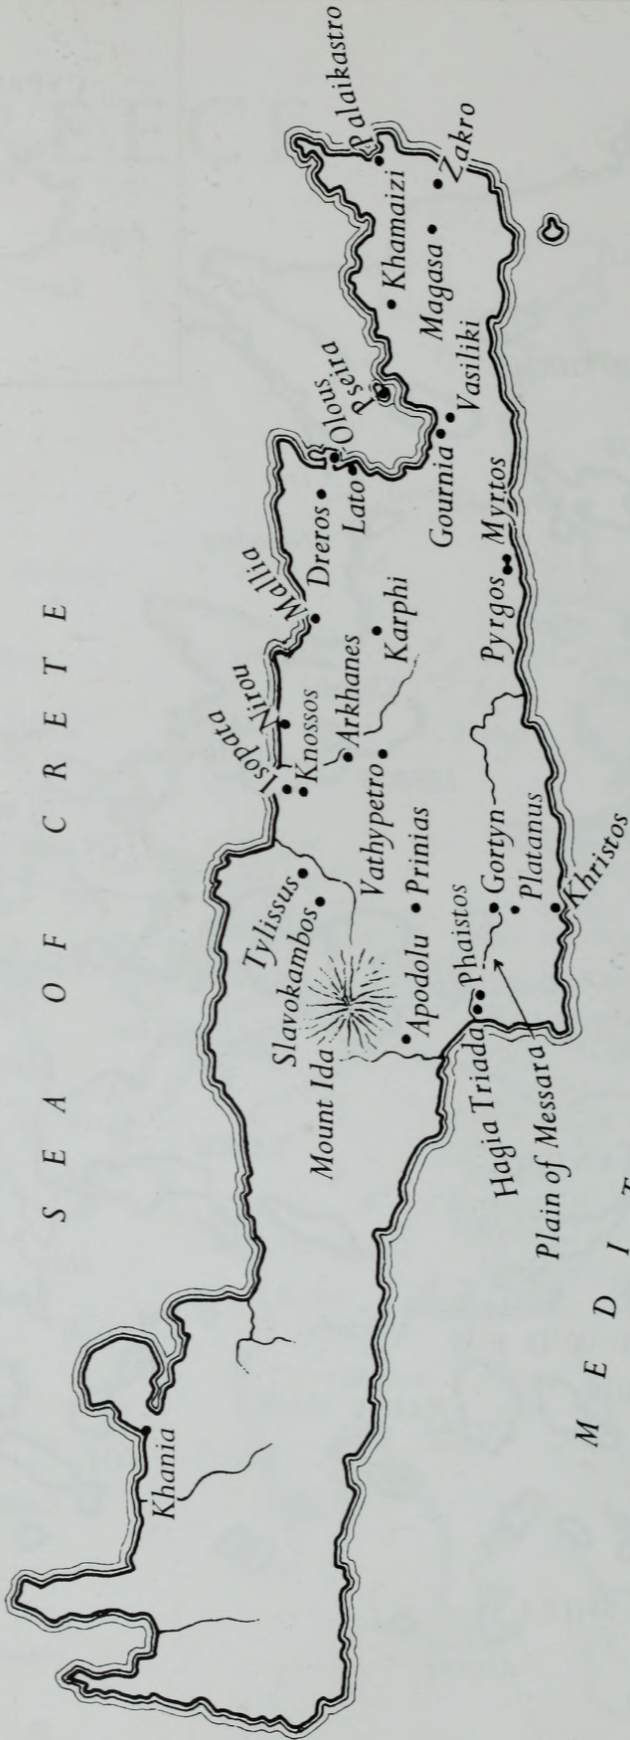 SEA OF CRETE
Khania
Mount Ida
Slavokambos
Tylissus
Isopata
Nirou
Knossos
Arkhanes
Vathypetro
Prinias
Apodolu
Mallia
Dreros
Lato
Olous
Pseira
Karphi
Gournia
Vasiliki
Khamaizi
Magasa
Palaikastro
Zakro
Pyrgos
Myrtos
Hagia Triada
Phaistos
Gortyn
Platanus
Khristos
Plain of Messara
MEDIT